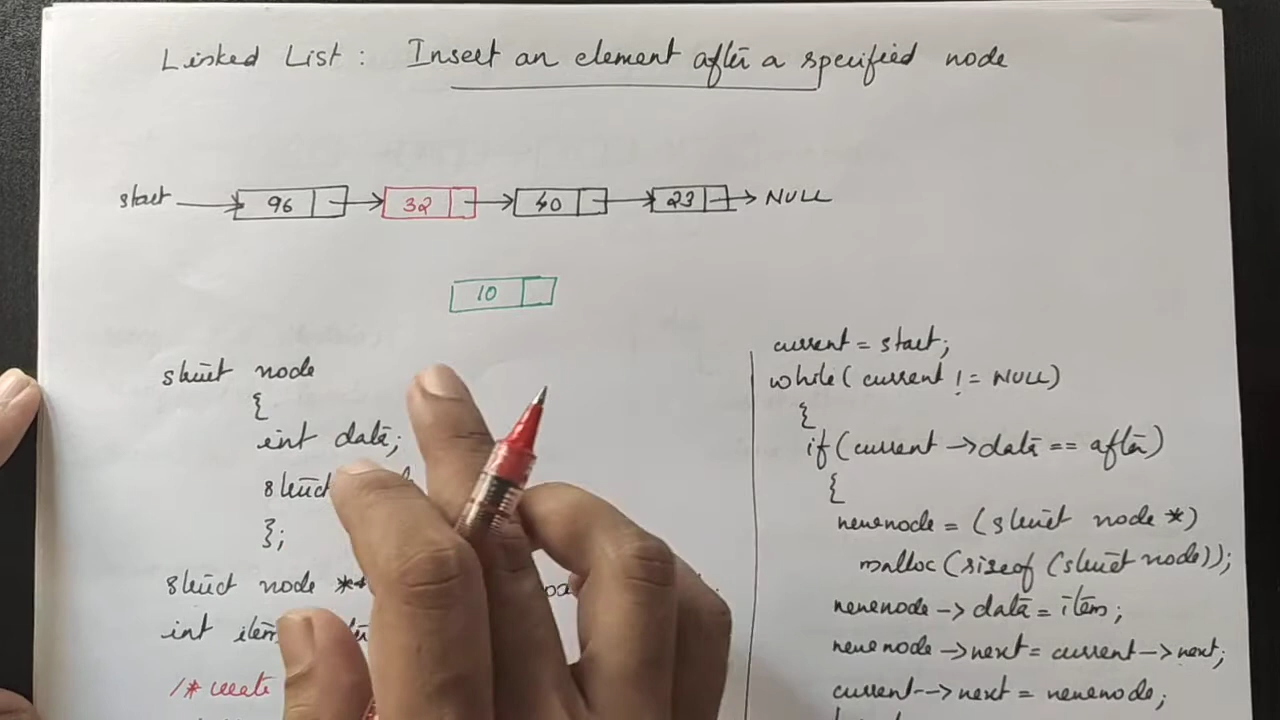 Linked List : Insert an element after a specified node
start 96 32 40 23 NULL
10
struct node
{
int data;
struct
};
struct node *
int item
/* create
current = start;
while( current != NULL)
{
if(current ->data == after)
{
newnode = (struct node *)
malloc (sizeof (struct node));
newnode -> data = item;
newnode ->next = current->next;
current->next = newnode;